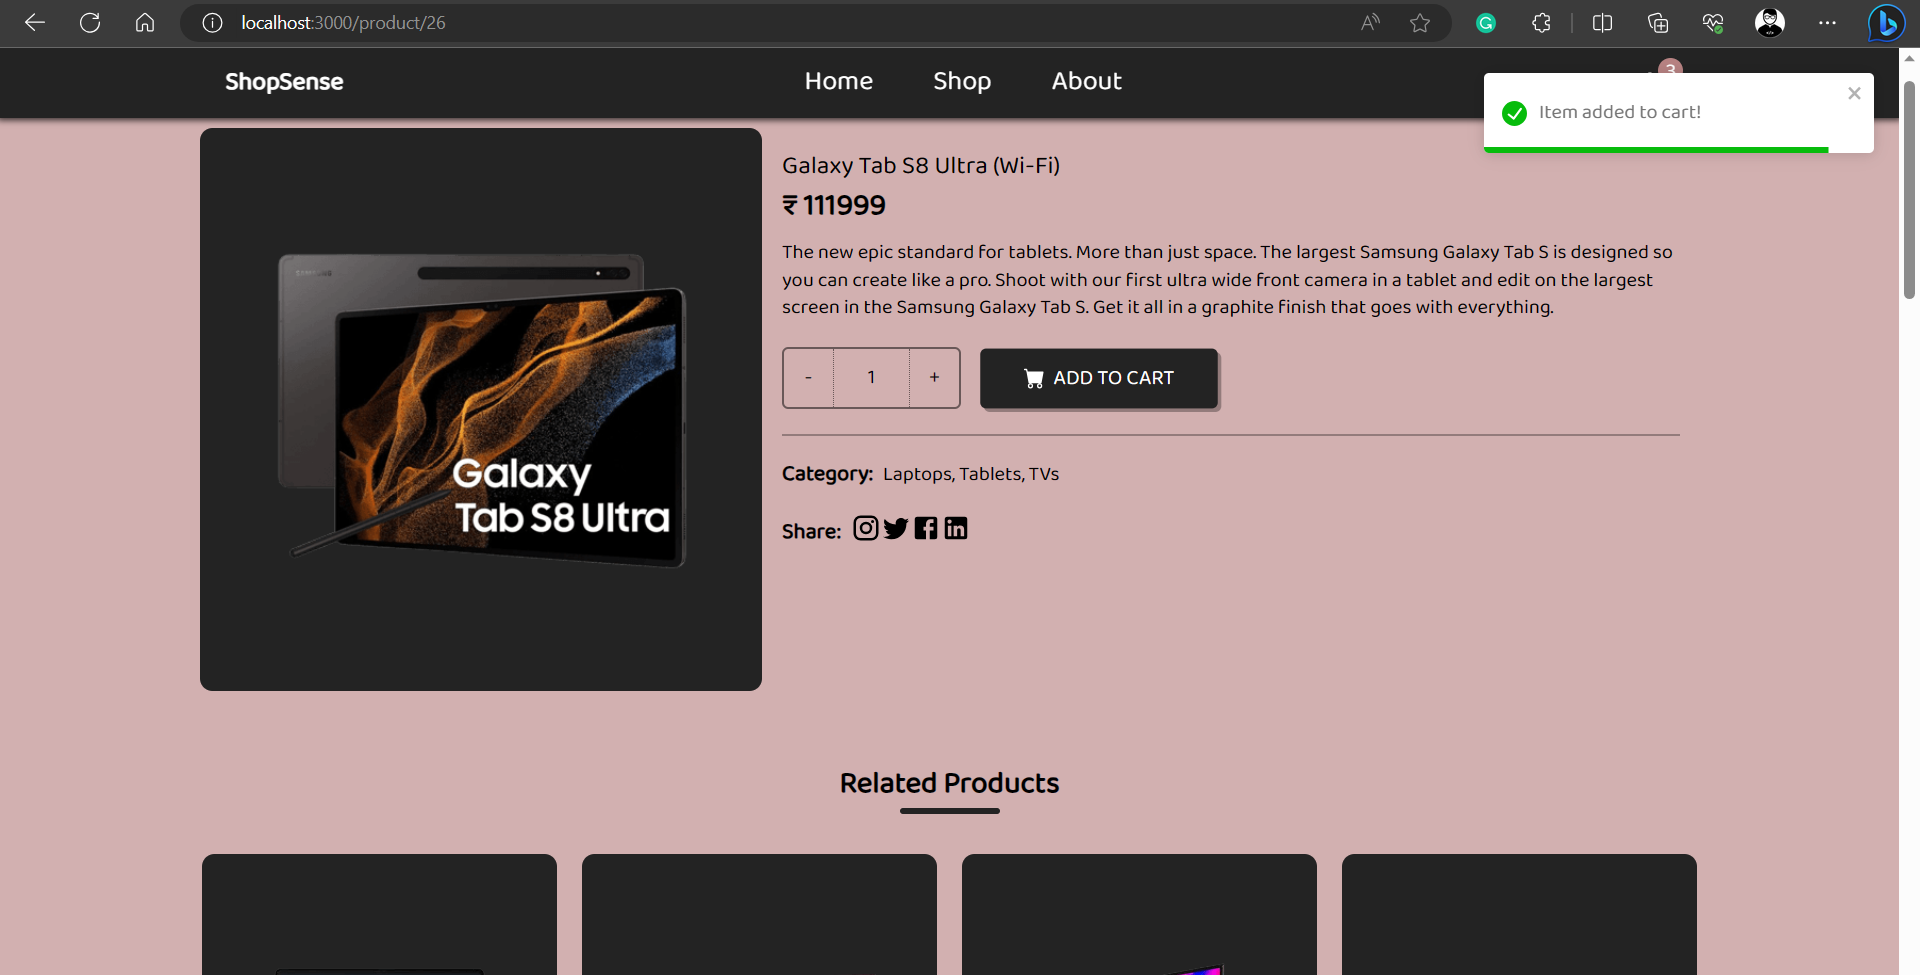 localhost:3000/product/26
ShopSense
Home
Shop
About
3
Item added to cart!
Galaxy Tab S8 Ultra (Wi-Fi)
₹ 111999
The new epic standard for tablets. More than just space. The largest Samsung Galaxy Tab S is designed so
you can create like a pro. Shoot with our first ultra wide front camera in a tablet and edit on the largest
screen in the Samsung Galaxy Tab S. Get it all in a graphite finish that goes with everything.
SAMSUNG
Galaxy
Tab S8 Ultra
- 1 +
ADD TO CART
Category: Laptops, Tablets, TVs
Share:
Related Products